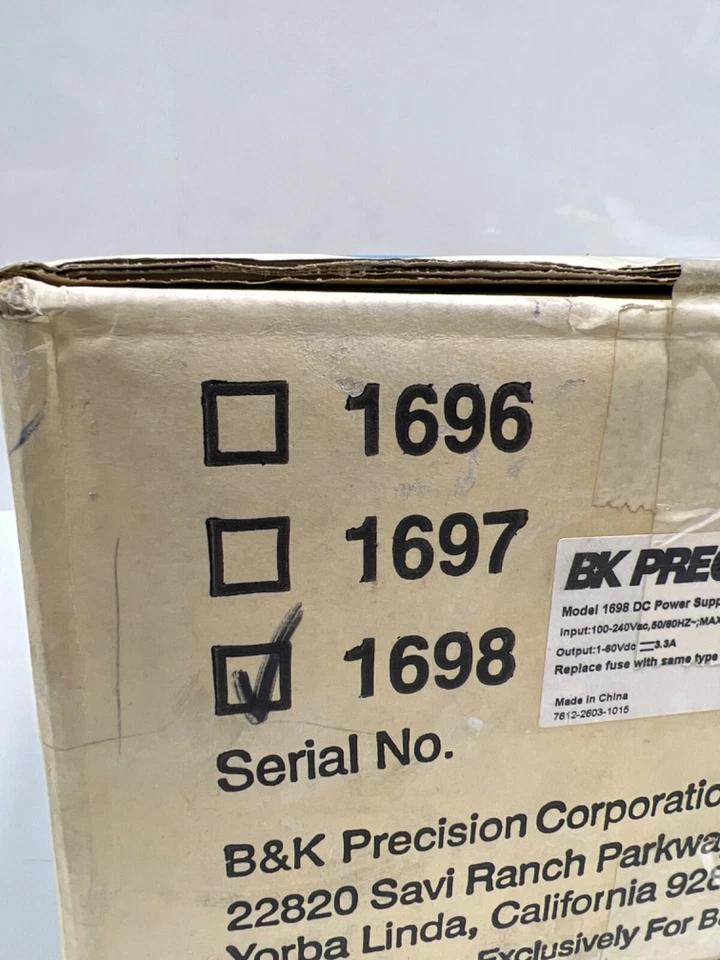 1696
1697
1698
Serial No.
BK PREC
Model 1698 DC Power Supp
Input:100-240Vac,50/60HZ~;MAX
Output:1-60Vdc 3.3A
Replace fuse with same type
Made in China
7612-2603-1015
B&K Precision Corporatio
22820 Savi Ranch Parkwa
Yorba Linda, California 928
Exclusively For B